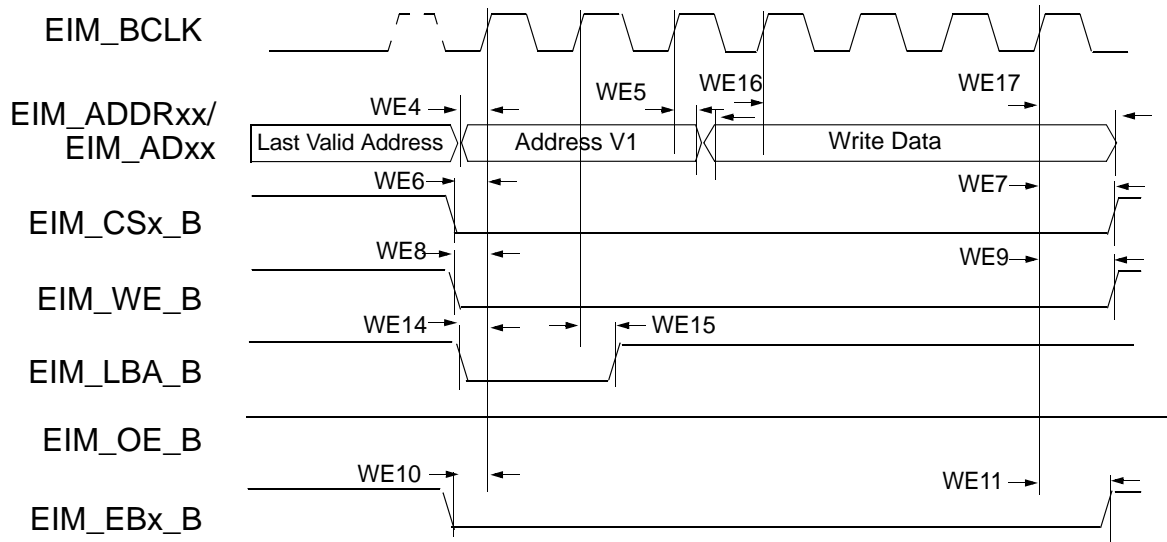 EIM_BCLK
WE4
WE5
WE16
WE17
EIM_ADDRxx/
EIM_ADxx
Last Valid Address
Address V1
Write Data
WE6
WE7
EIM_CSx_B
WE8
WE9
EIM_WE_B
WE14
WE15
EIM_LBA_B
EIM_OE_B
WE10
WE11
EIM_EBx_B